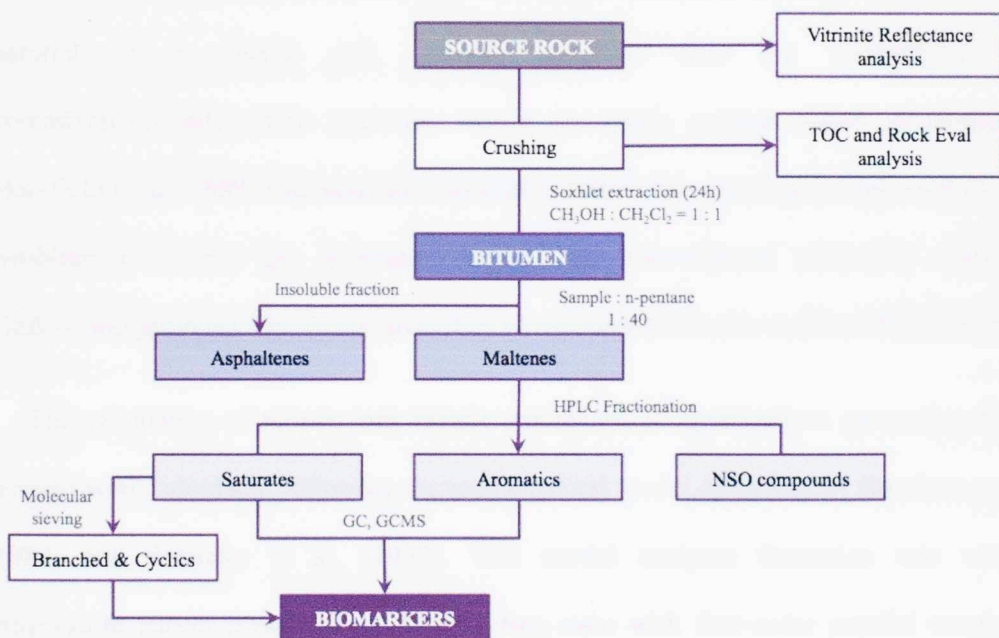 SOURCE ROCK
Vitrinite Reflectance
analysis
Crushing
TOC and Rock Eval
analysis
Soxhlet extraction (24h)
CH₃OH : CH₂Cl₂ = 1 : 1
BITUMEN
Insoluble fraction
Sample : n-pentane
1 : 40
Asphaltenes
Maltenes
HPLC Fractionation
Saturates
Aromatics
NSO compounds
Molecular
sieving
GC, GCMS
Branched & Cyclics
BIOMARKERS